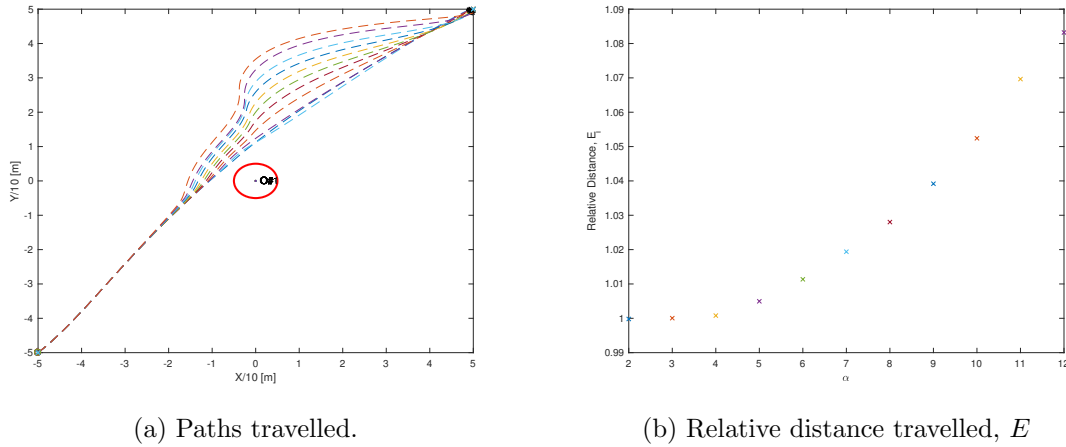 5
4
3
2
1
0
-1
-2
-3
-4
-5
Y/10 [m]
O#1
-5 -4 -3 -2 -1 0 1 2 3 4 5
X/10 [m]
(a) Paths travelled.
1.09
1.08
1.07
1.06
1.05
1.04
1.03
1.02
1.01
1
0.99
Relative Distance, E_i
2 3 4 5 6 7 8 9 10 11 12
α
(b) Relative distance travelled, E